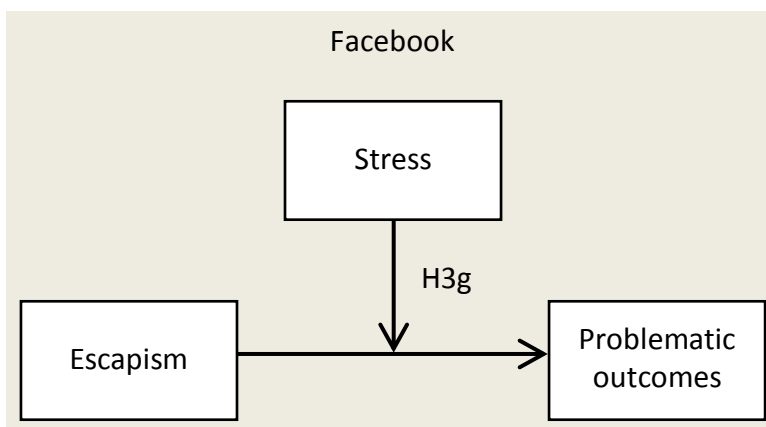 Facebook
Stress
H3g
Escapism
Problematic
outcomes